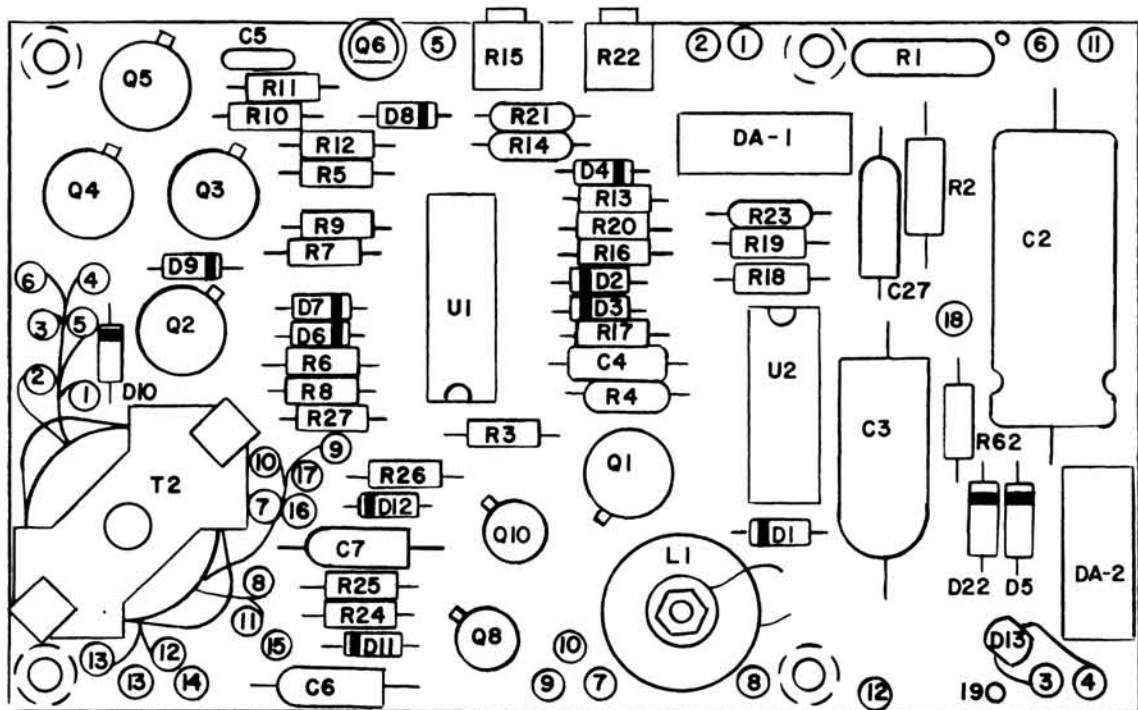 C5
Q6
5
R15
R22
2
1
R1
6
11
Q5
R11
R10
D8
R21
DA-1
R12
R14
R5
D4
Q4
Q3
R13
R2
R9
R20
R23
C2
R7
R16
R19
D9
D2
R18
C27
6
4
D7
D3
U1
18
3
5
Q2
D6
R17
R6
C4
U2
2
1
D10
R8
R4
R27
R3
C3
R62
9
10
17
R26
Q1
T2
7
16
D12
Q10
D1
C7
L1
D22
D5
DA-2
8
R25
11
R24
15
D11
Q8
10
D13
13
12
13
14
C6
9
7
8
12
19
3
4